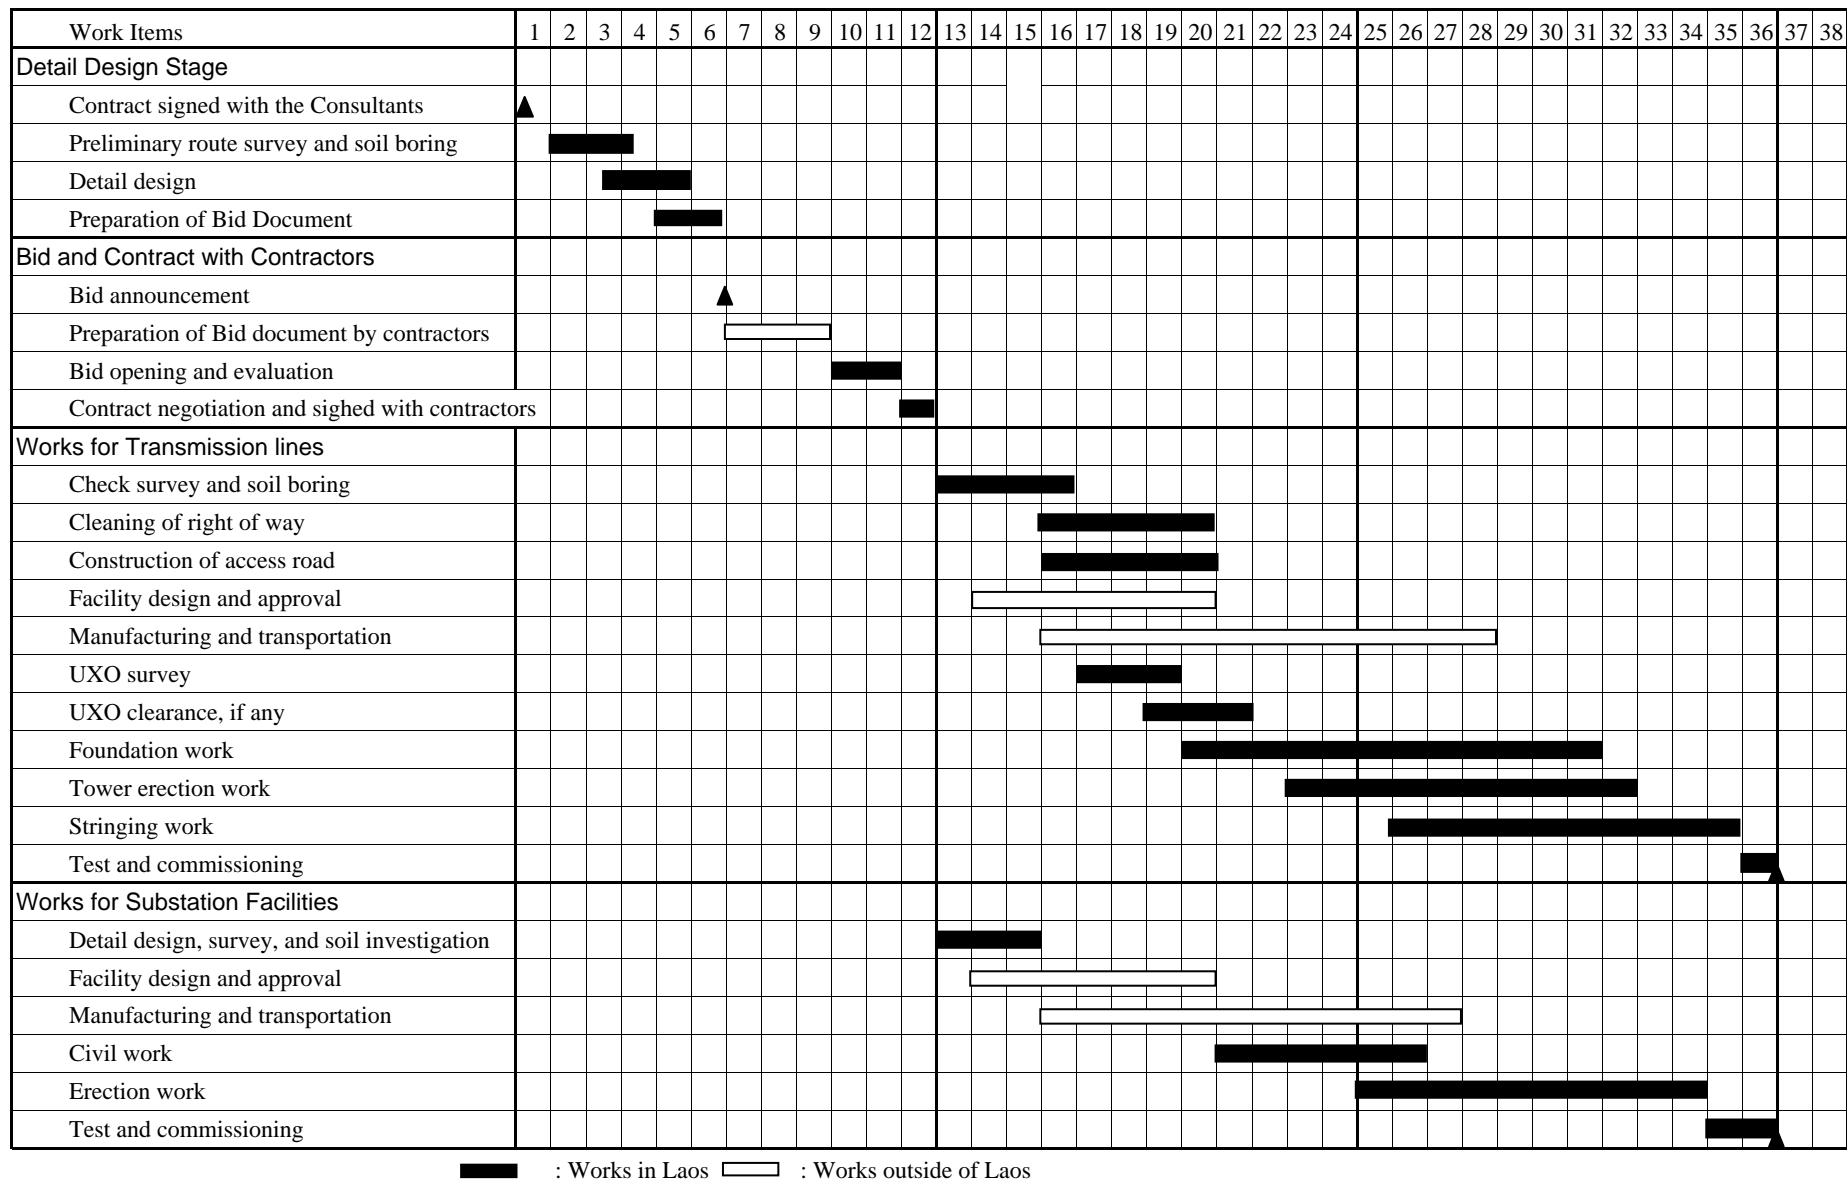 Work Items 1 2 3 4 5 6 7 8 9 10 11 12 13 14 15 16 17 18 19 20 21 22 23 24 25 26 27 28 29 30 31 32 33 34 35 36 37 38
Detail Design Stage
Contract signed with the Consultants
Preliminary route survey and soil boring
Detail design
Preparation of Bid Document
Bid and Contract with Contractors
Bid announcement
Preparation of Bid document by contractors
Bid opening and evaluation
Contract negotiation and sighed with contractors
Works for Transmission lines
Check survey and soil boring
Cleaning of right of way
Construction of access road
Facility design and approval
Manufacturing and transportation
UXO survey
UXO clearance, if any
Foundation work
Tower erection work
Stringing work
Test and commissioning
Works for Substation Facilities
Detail design, survey, and soil investigation
Facility design and approval
Manufacturing and transportation
Civil work
Erection work
Test and commissioning
: Works in Laos : Works outside of Laos